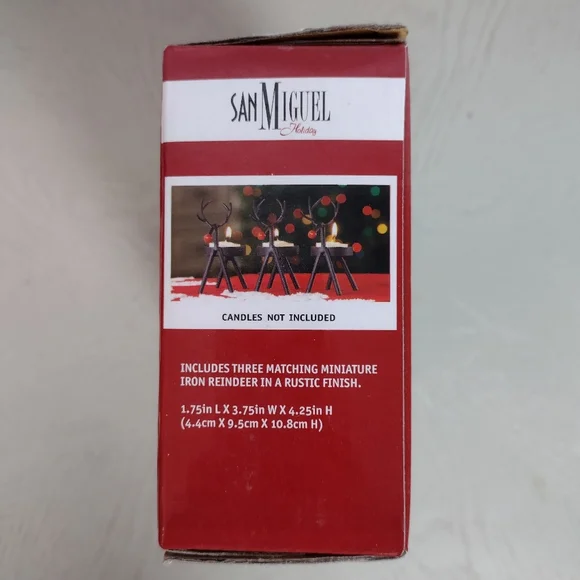 SAN MIGUEL
Holiday
CANDLES NOT INCLUDED
INCLUDES THREE MATCHING MINIATURE
IRON REINDEER IN A RUSTIC FINISH.
1.75in L X 3.75in W X 4.25in H
(4.4cm X 9.5cm X 10.8cm H)